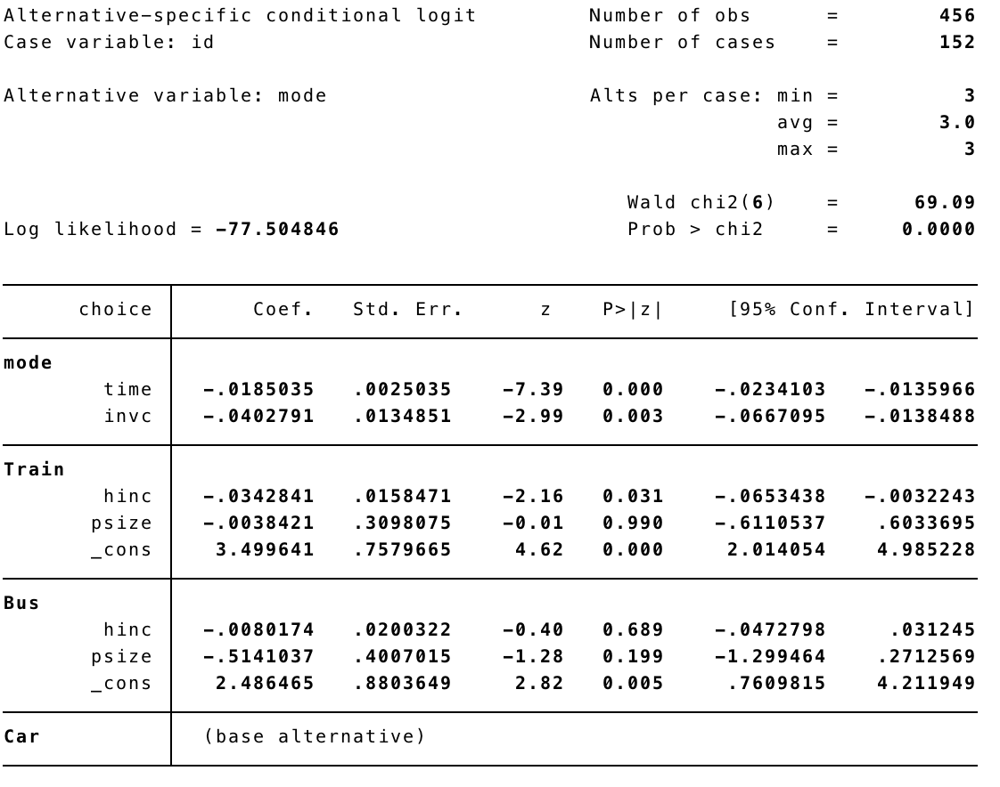 Alternative-specific conditional logit Number of obs = 456
Case variable: id Number of cases = 152
Alternative variable: mode Alts per case: min = 3
avg = 3.0
max = 3
Wald chi2(6) = 69.09
Log likelihood = -77.504846 Prob > chi2 = 0.0000
choice Coef. Std. Err. z P>|z| [95% Conf. Interval]
mode
time -.0185035 .0025035 -7.39 0.000 -.0234103 -.0135966
invc -.0402791 .0134851 -2.99 0.003 -.0667095 -.0138488
Train
hinc -.0342841 .0158471 -2.16 0.031 -.0653438 -.0032243
psize -.0038421 .3098075 -0.01 0.990 -.6110537 .6033695
_cons 3.499641 .7579665 4.62 0.000 2.014054 4.985228
Bus
hinc -.0080174 .0200322 -0.40 0.689 -.0472798 .031245
psize -.5141037 .4007015 -1.28 0.199 -1.299464 .2712569
_cons 2.486465 .8803649 2.82 0.005 .7609815 4.211949
Car (base alternative)